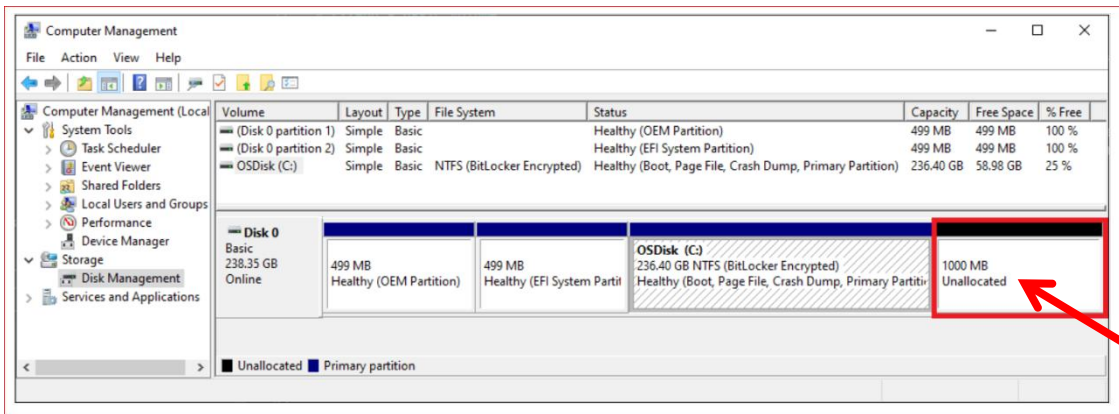 Computer Management
File Action View Help
Computer Management (Local
System Tools
Task Scheduler
Event Viewer
Shared Folders
Local Users and Groups
Performance
Device Manager
Storage
Disk Management
Services and Applications
Volume Layout Type File System Status Capacity Free Space % Free
(Disk 0 partition 1) Simple Basic Healthy (OEM Partition) 499 MB 499 MB 100 %
(Disk 0 partition 2) Simple Basic Healthy (EFI System Partition) 499 MB 499 MB 100 %
OSDisk (C:) Simple Basic NTFS (BitLocker Encrypted) Healthy (Boot, Page File, Crash Dump, Primary Partition) 236.40 GB 58.98 GB 25 %
Disk 0
Basic
238.35 GB
Online
499 MB
Healthy (OEM Partition)
499 MB
Healthy (EFI System Partit
OSDisk (C:)
236.40 GB NTFS (BitLocker Encrypted)
Healthy (Boot, Page File, Crash Dump, Primary Partiti
1000 MB
Unallocated
Unallocated Primary partition